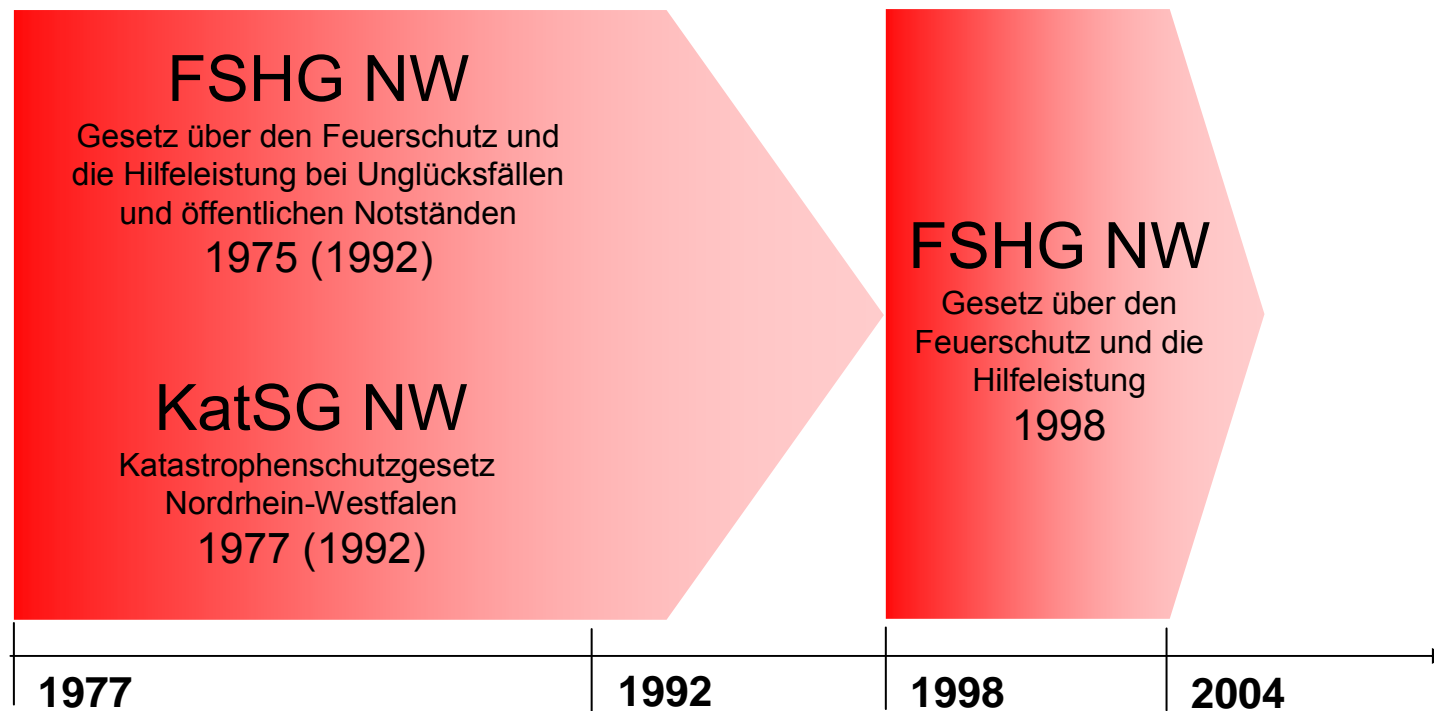 FSHG NW
Gesetz über den Feuerschutz und
die Hilfeleistung bei Unglücksfällen
und öffentlichen Notständen
1975 (1992)
KatSG NW
Katastrophenschutzgesetz
Nordrhein-Westfalen
1977 (1992)
FSHG NW
Gesetz über den
Feuerschutz und die
Hilfeleistung
1998
1977
1992
1998
2004